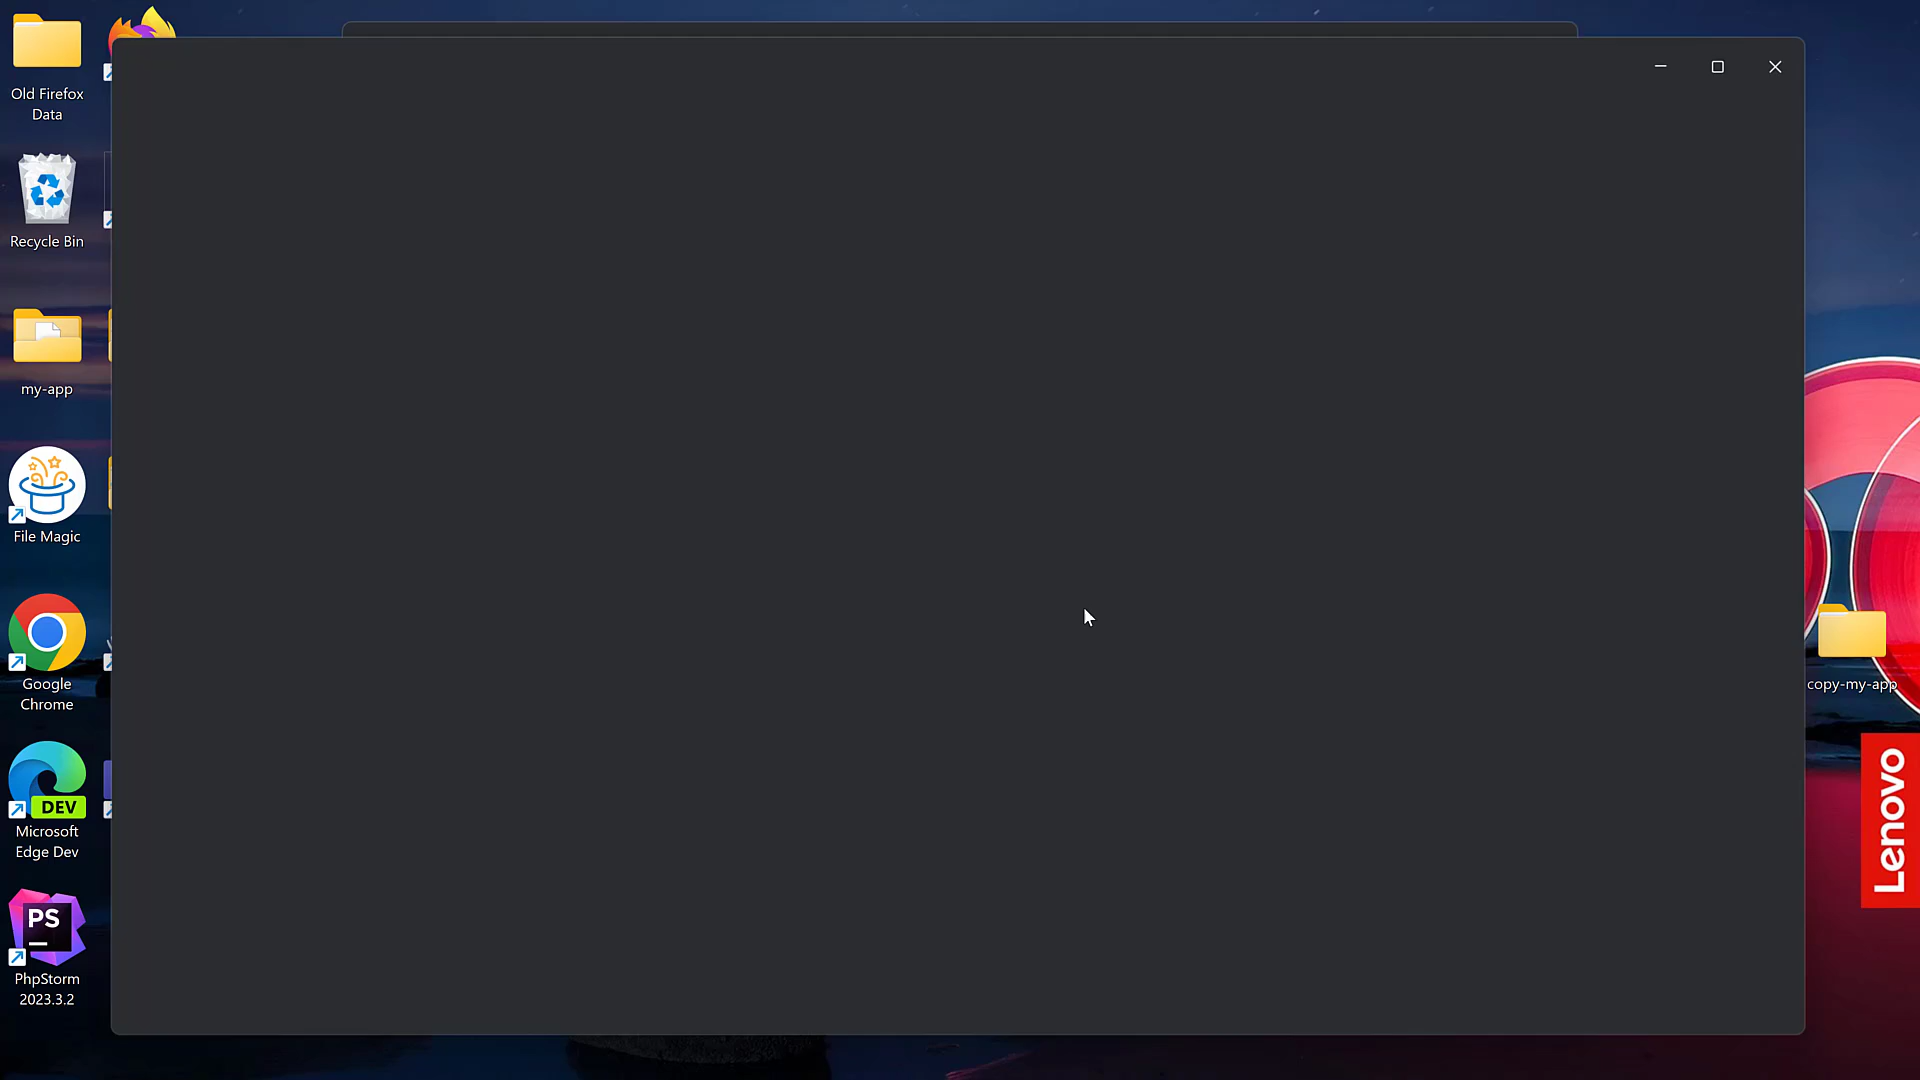 Old Firefox
Data
Recycle Bin
my-app
File Magic
Google
Chrome
DEV
Microsoft
Edge Dev
PS
PhpStorm
2023.3.2
copy-my-app
Lenovo